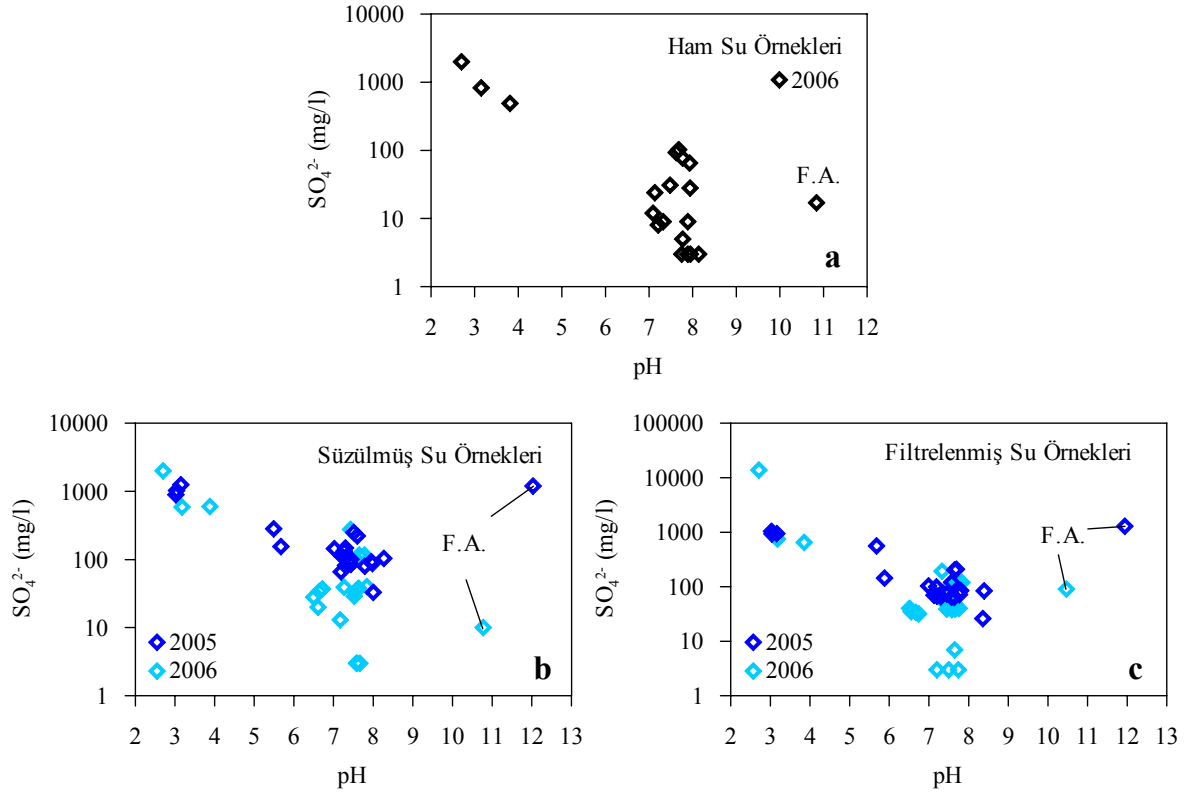 10000
1000
100
10
1
SO₄²⁻ (mg/l)
Ham Su Örnekleri
2006
F.A.
a
2 3 4 5 6 7 8 9 10 11 12
pH
10000
1000
100
10
1
SO₄²⁻ (mg/l)
Süzülmüş Su Örnekleri
F.A.
2005
2006
b
2 3 4 5 6 7 8 9 10 11 12 13
pH
100000
10000
1000
100
10
1
SO₄²⁻ (mg/l)
Filtrelenmiş Su Örnekleri
F.A.
2005
2006
c
2 3 4 5 6 7 8 9 10 11 12 13
pH